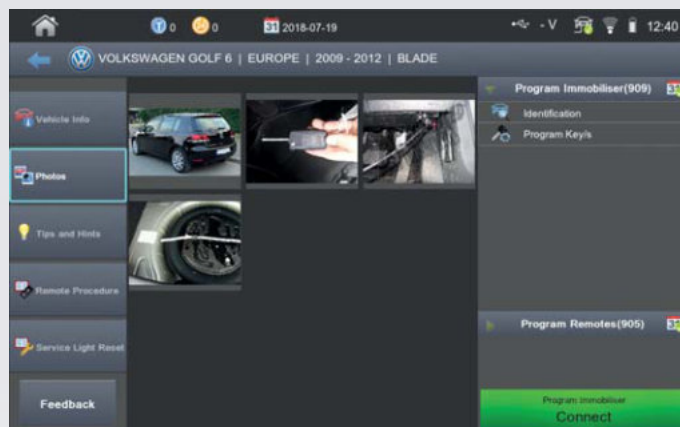 0 0 31 2018-07-19 - V 12:40
VOLKSWAGEN GOLF 6 | EUROPE | 2009 - 2012 | BLADE
Vehicle Info
Photos
Tips and Hints
Remote Procedure
Service Light Reset
Feedback
Program Immobiliser(909)
Identification
Program Key/s
Program Remotes(905)
Program Immobiliser
Connect